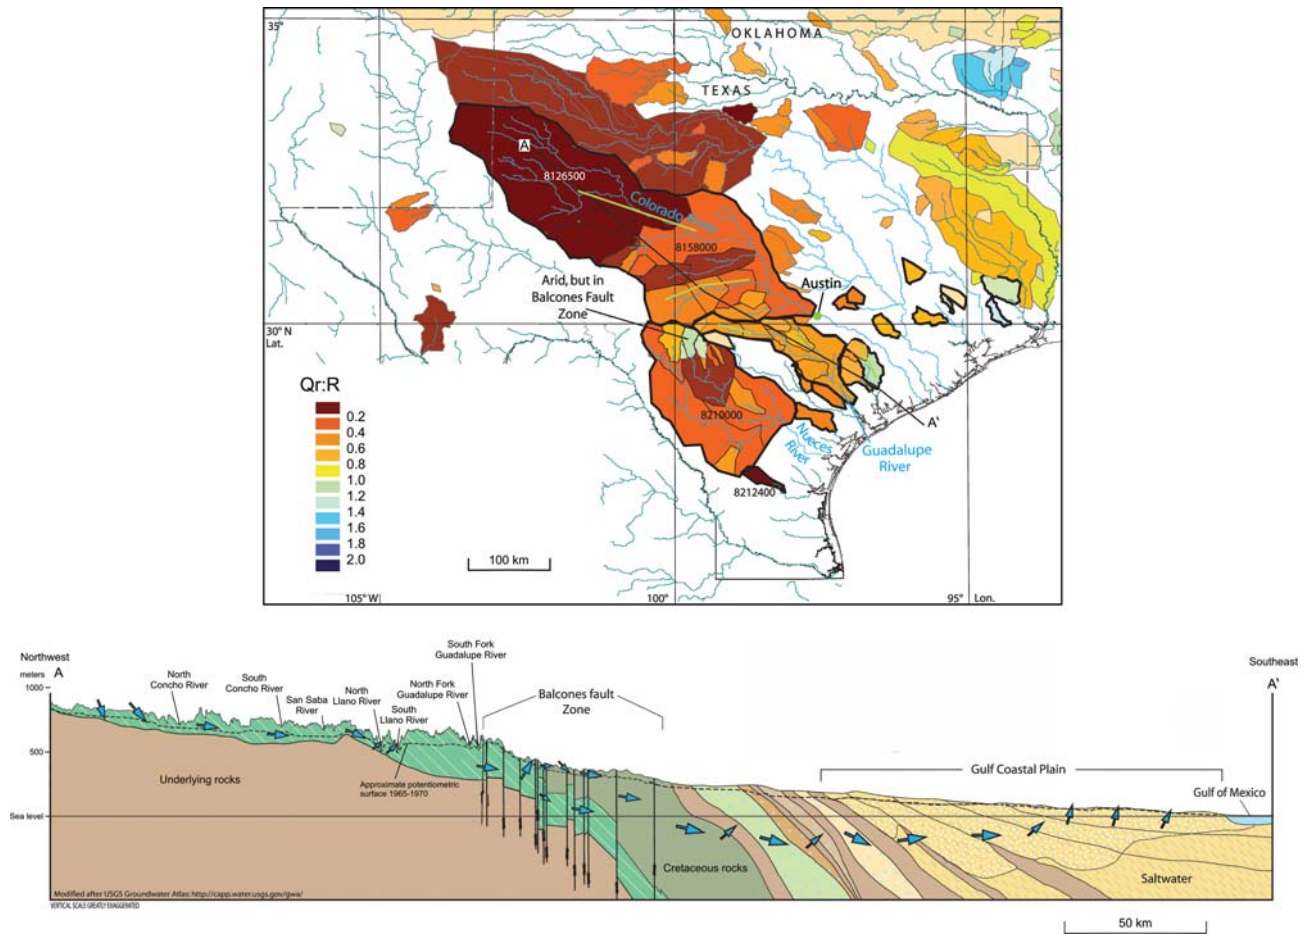 35°
OKLAHOMA
TEXAS
A
8126500
Colorado
8158000
Arid, but in
Balcones Fault
Zone
Austin
30° N
Lat.
Qr:R
0.2
0.4
0.6
0.8
1.0
1.2
1.4
1.6
1.8
2.0
8210000
A'
Nueces
River
Guadalupe
River
8212400
100 km
105° W
100°
95°
Lon.
Northwest
meters
A
1000
500
Sea level
North
Concho River
South
Concho River
San Saba
River
North
Llano River
South
Llano River
North Fork
Guadalupe River
South Fork
Guadalupe River
Balcones fault
Zone
Southeast
A'
Gulf Coastal Plain
Gulf of Mexico
Underlying rocks
Approximate potentiometric
surface 1965-1970
Cretaceous rocks
Saltwater
Modified after USGS Groundwater Atlas:http://capp.water.usgs.gov/gwa/
VERTICAL SCALE GREATLY EXAGGERATED
50 km